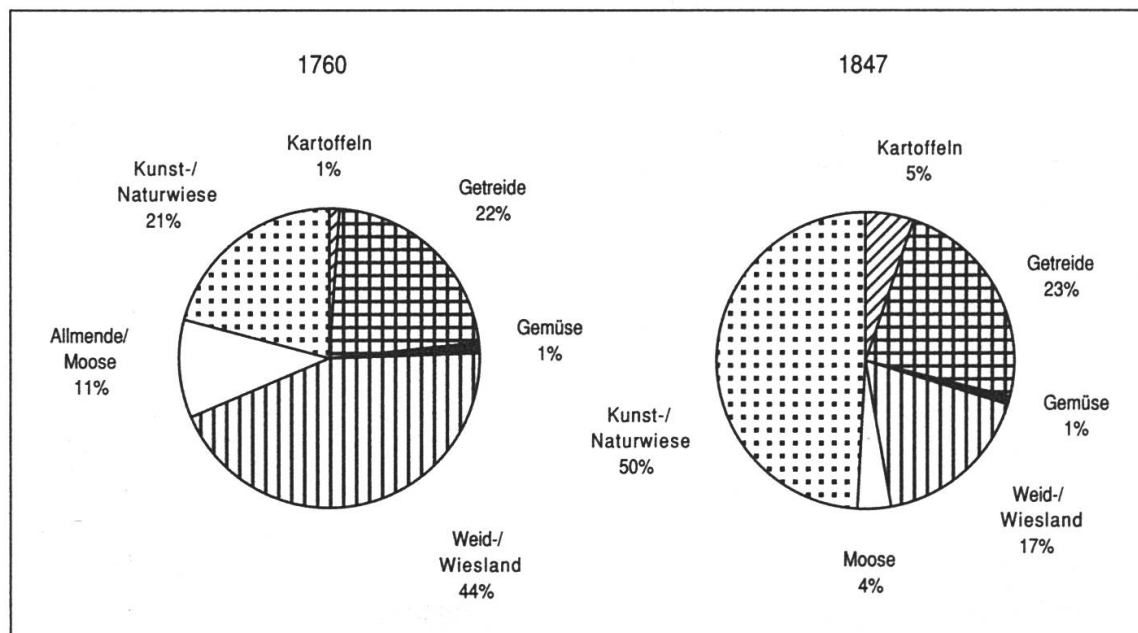 1760
Kartoffeln
1%
Kunst-/
Naturwiese
21%
Getreide
22%
Allmende/
Moose
11%
Gemüse
1%
Weid-/
Wiesland
44%
1847
Kartoffeln
5%
Getreide
23%
Gemüse
1%
Kunst-/
Naturwiese
50%
Weid-/
Wiesland
17%
Moose
4%